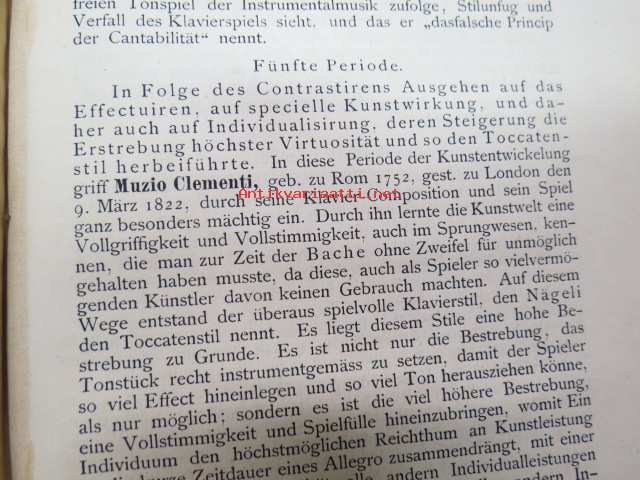 freien Tonspiel der Instrumentalmusik zufolge, Stilunfug und
Verfall des Klavierspiels sieht, und das er „dasfalsche Princip
der Cantabilität“ nennt.
Fünfte Periode.
In Folge des Contrastirens Ausgehen auf das
Effectuiren, auf specielle Kunstwirkung, und da-
her auch auf Individualisirung, deren Steigerung die
Erstrebung höchster Virtuosität und so den Toccaten-
stil herbeiführte. In diese Periode der Kunstentwickelung
griff Muzio Clementi, geb. zu Rom 1752, gest. zu London den
Antikvariaatti.net
9. März 1822, durch seine Klavier-Composition und sein Spiel
ganz besonders mächtig ein. Durch ihn lernte die Kunstwelt eine
Vollgriffigkeit und Vollstimmigkeit, auch im Sprungwesen, ken-
nen, die man zur Zeit der Bache ohne Zweifel für unmöglich
gehalten haben musste, da diese, auch als Spieler so vielvermö-
genden Künstler davon keinen Gebrauch machten. Auf diesem
Wege entstand der überaus spielvolle Klavierstil, den Nägeli
den Toccatenstil nennt. Es liegt diesem Stile eine hohe Be-
strebung zu Grunde. Es ist nicht nur die Bestrebung, das
Tonstück recht instrumentgemäss zu setzen, damit der Spieler
so viel Effect hineinlegen und so viel Ton herausziehen könne,
als nur möglich; sondern es ist die viel höhere Bestrebung,
eine Vollstimmigkeit und Spielfülle hineinzubringen, womit Ein
Individuum den höchstmöglichen Reichthum an Kunstleistung
kurze Zeitdauer eines Allegro zusammendrängt, mit einer
alle andern Individualleistungen
sondern In-